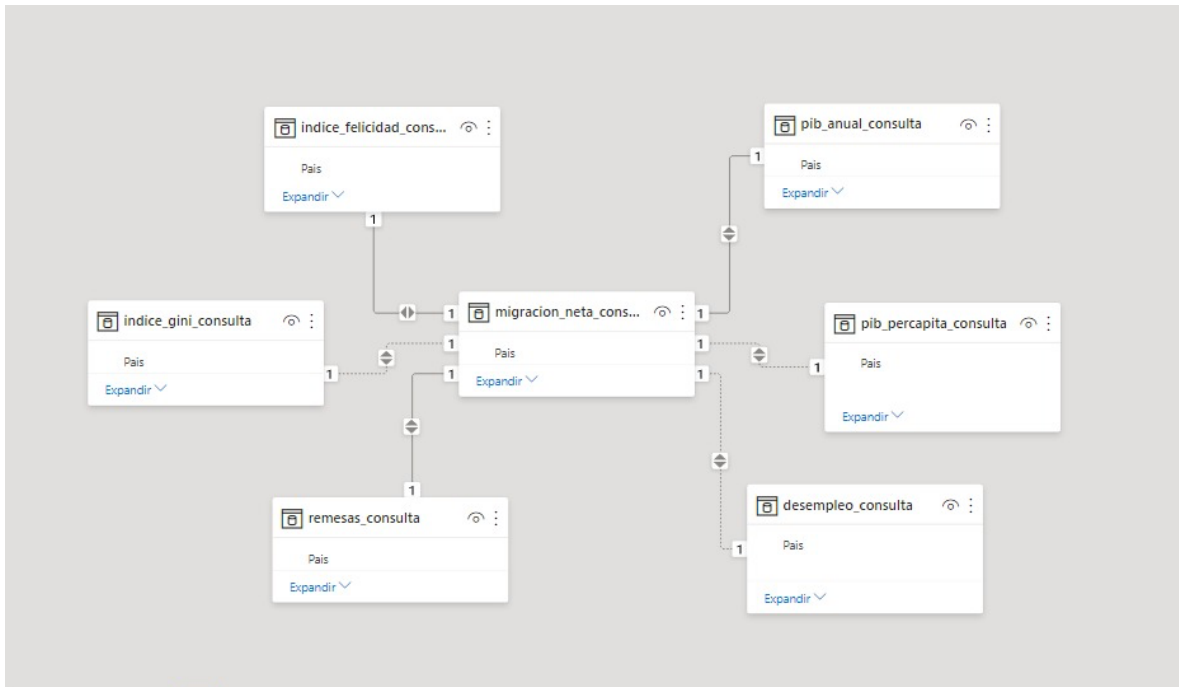 indice_felicidad_cons...
Pais
Expandir
pib_anual_consulta
Pais
Expandir
1
1
1
1
indice_gini_consulta
Pais
Expandir
1
migracion_neta_cons...
Pais
Expandir
1
1
1
1
pib_percapita_consulta
Pais
Expandir
1
1
remesas_consulta
Pais
Expandir
desempleo_consulta
Pais
Expandir
1